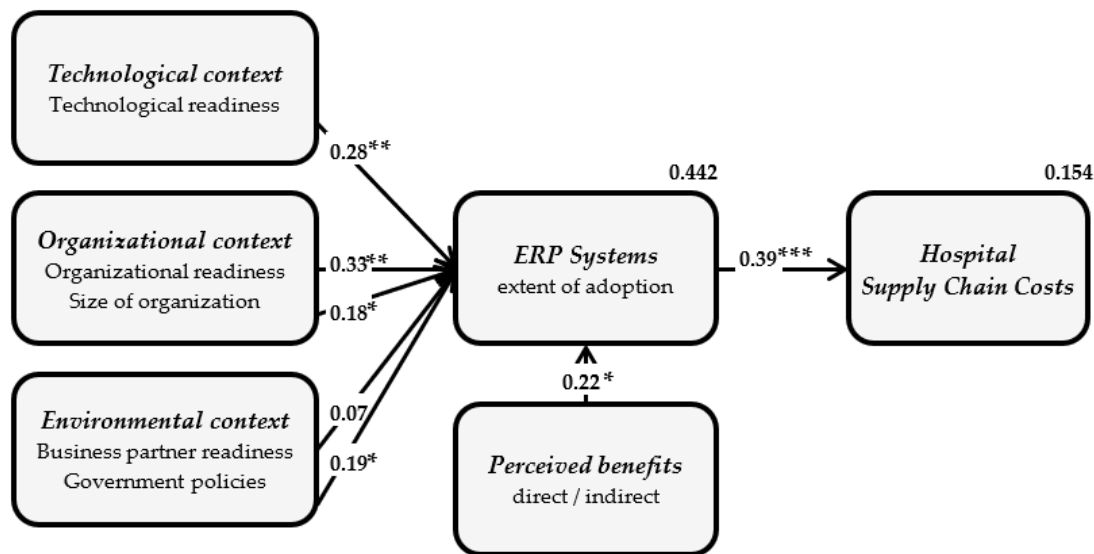 Technological context
Technological readiness
0.28**
Organizational context
Organizational readiness
Size of organization
0.33**
0.18*
Environmental context
Business partner readiness
Government policies
0.07
0.19*
0.442
ERP Systems
extent of adoption
0.39***
0.154
Hospital
Supply Chain Costs
0.22*
Perceived benefits
direct / indirect